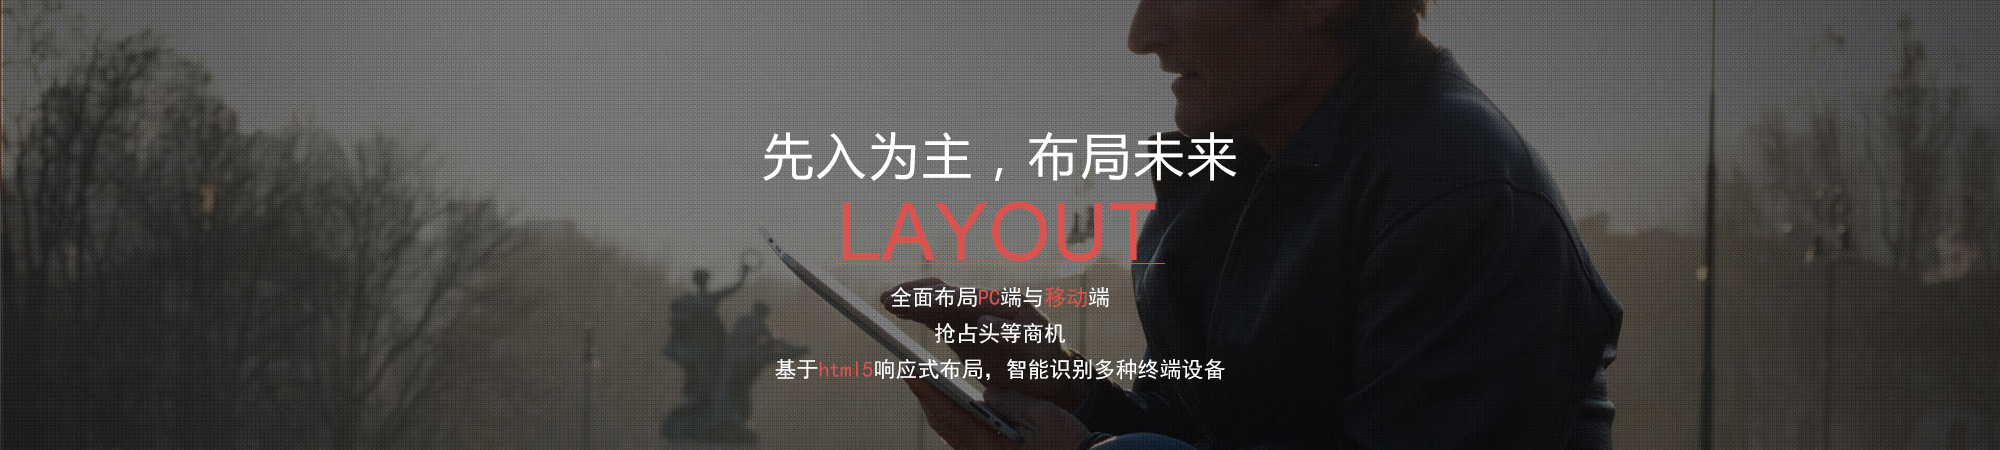 先入为主，布局未来
LAYOUT
全面布局PC端与移动端
抢占头等商机
基于html5响应式布局，智能识别多种终端设备